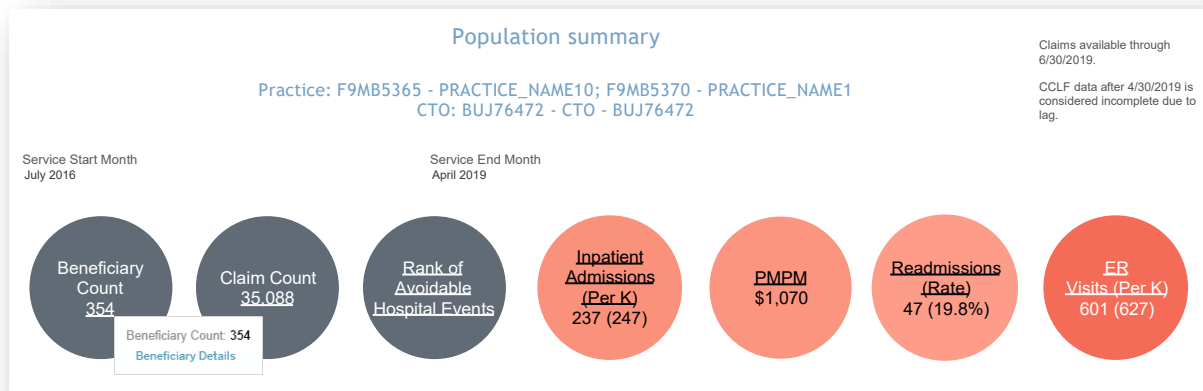 Population summary
Claims available through
6/30/2019.
CCLF data after 4/30/2019 is
considered incomplete due to
lag.
Practice: F9MB5365 - PRACTICE_NAME10; F9MB5370 - PRACTICE_NAME1
CTO: BUJ76472 - CTO - BUJ76472
Service Start Month
July 2016
Service End Month
April 2019
Beneficiary
Count
354
Claim Count
35,088
Rank of
Avoidable
Hospital Events
Inpatient
Admissions
(Per K)
237 (247)
PMPM
$1,070
Readmissions
(Rate)
47 (19.8%)
ER
Visits (Per K)
601 (627)
Beneficiary Count: 354
Beneficiary Details